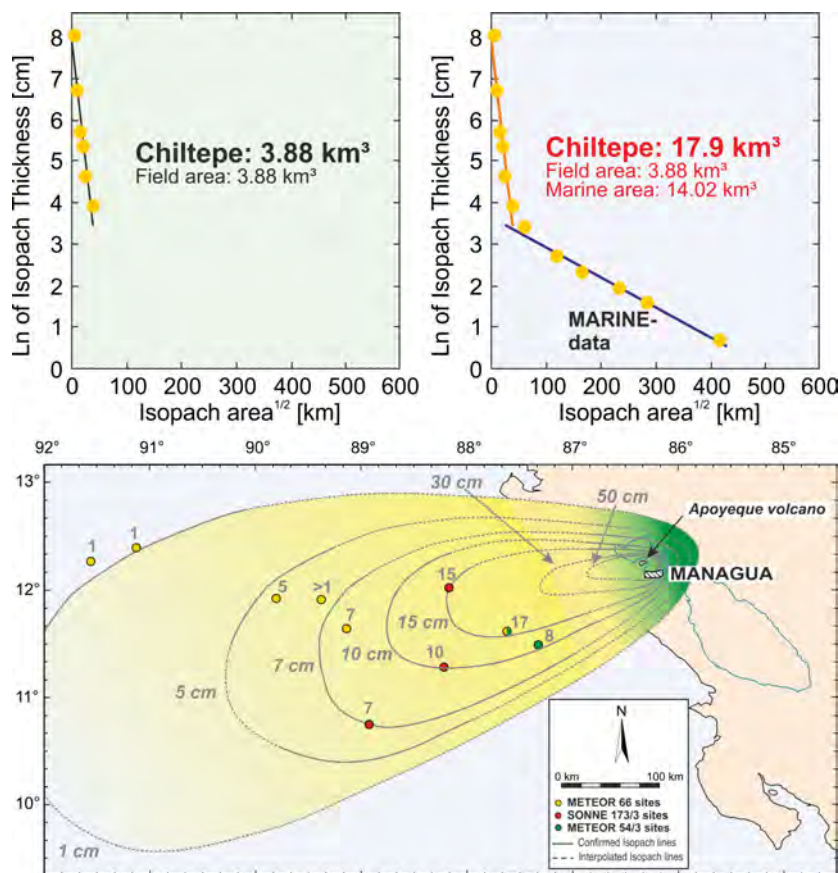 Ln of Isopach Thickness [cm]
8
7
6
5
4
3
2
1
0
Chiltepe: 3.88 km³
Field area: 3.88 km³
0 100 200 300 400 500 600
Isopach area^1/2 [km]
Ln of Isopach Thickness [cm]
8
7
6
5
4
3
2
1
0
Chiltepe: 17.9 km³
Field area: 3.88 km³
Marine area: 14.02 km³
MARINE-
data
0 100 200 300 400 500 600
Isopach area^1/2 [km]
92° 91° 90° 89° 88° 87° 86° 85°
13°
12°
11°
10°
30 cm
50 cm
Apoyeque volcano
MANAGUA
1
1
5
>1
7
15
17
8
10
7
15 cm
10 cm
7 cm
5 cm
1 cm
N
0 km 100 km
METEOR 66 sites
SONNE 173/3 sites
METEOR 54/3 sites
Confirmed Isopach lines
Interpolated Isopach lines